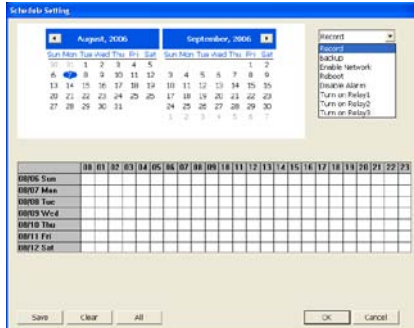 Schedule Setting
August, 2006
Sun Mon Tue Wed Thu Fri Sat
30 31 1 2 3 4 5
6 7 8 9 10 11 12
13 14 15 16 17 18 19
20 21 22 23 24 25 26
27 28 29 30 31
September, 2006
Sun Mon Tue Wed Thu Fri Sat
1 2
3 4 5 6 7 8 9
10 11 12 13 14 15 16
17 18 19 20 21 22 23
24 25 26 27 28 29 30
1 2 3 4 5 6 7
Record
Record
Backup
Enable Network
Reboot
Disable Alarm
Turn on Relay1
Turn on Relay2
Turn on Relay3
00 01 02 03 04 05 06 07 08 09 10 11 12 13 14 15 16 17 18 19 20 21 22 23
08/06 Sun
08/07 Mon
08/08 Tue
08/09 Wed
08/10 Thu
08/11 Fri
08/12 Sat
Save Clear All OK Cancel